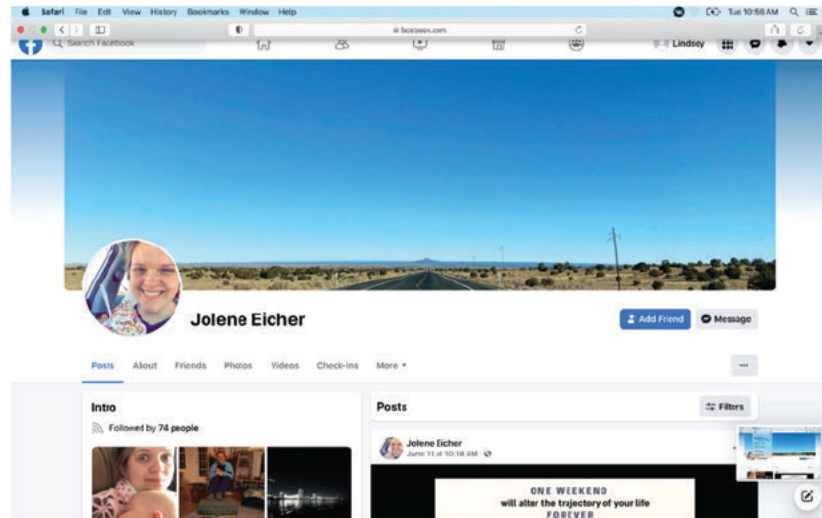 Safari File Edit View History Bookmarks Window Help
Tue 10:56 AM
facebook.com
Search Facebook
Lindsey
Jolene Eicher
Add Friend
Message
Posts About Friends Photos Videos Check-Ins More
Intro
Followed by 74 people
Posts
Filters
Jolene Eicher
June 11 at 10:18 AM
ONE WEEKEND
will alter the trajectory of your life
FOREVER